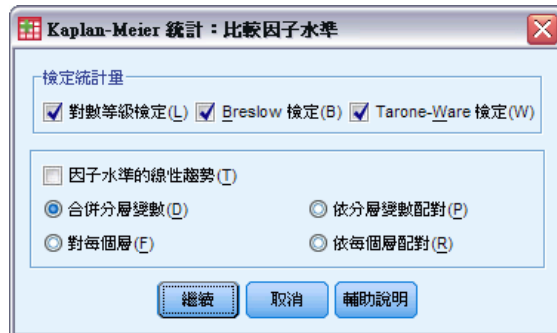 Kaplan-Meier 統計：比較因子水準
檢定統計量
對數等級檢定(L) Breslow 檢定(B) Tarone-Ware 檢定(W)
因子水準的線性趨勢(T)
合併分層變數(D) 依分層變數配對(P)
對每個層(F) 依每個層配對(R)
繼續 取消 輔助說明